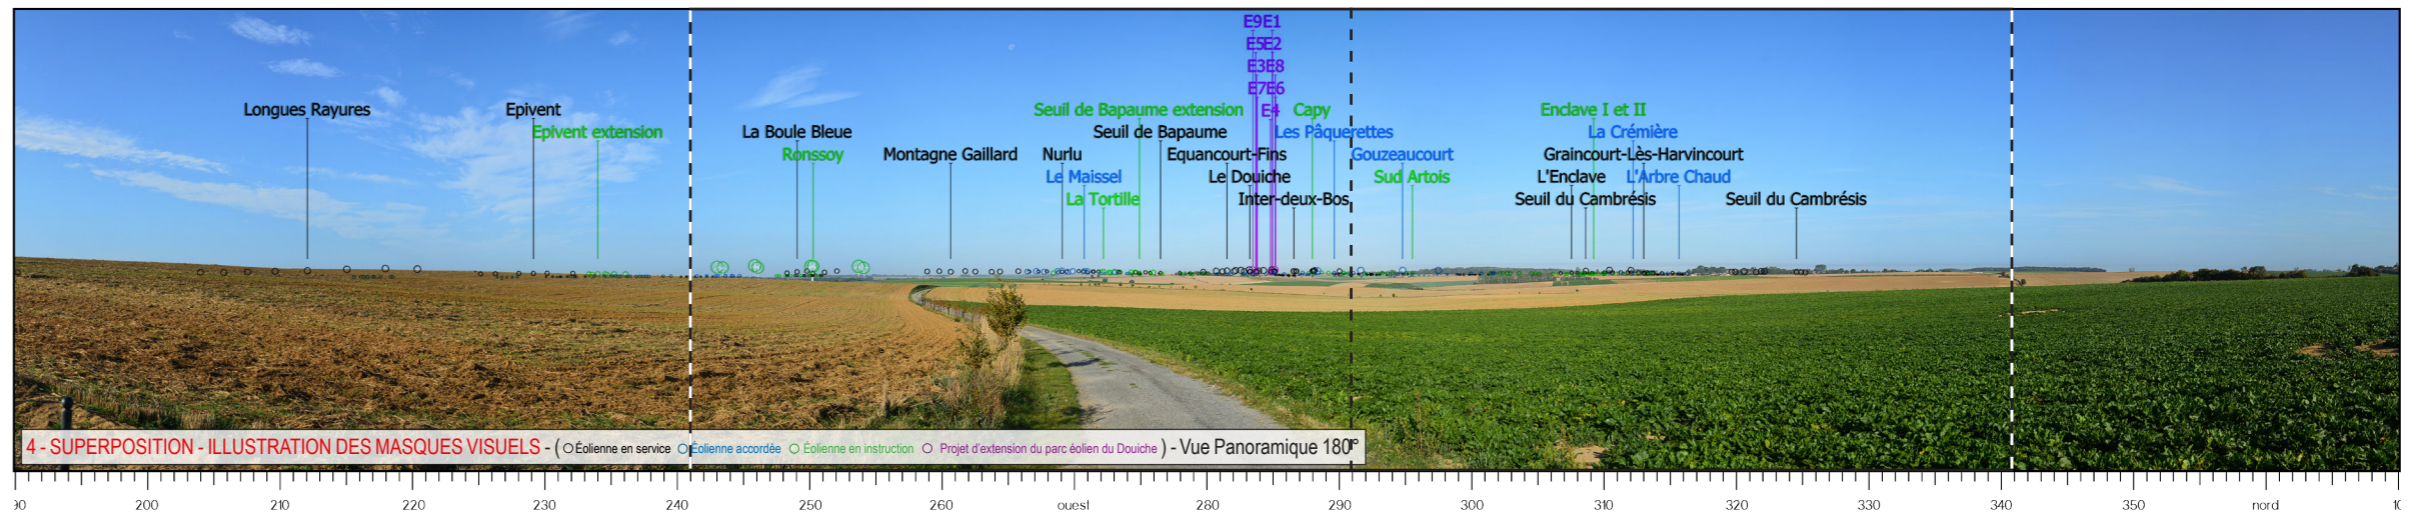 E9E1
E5E2
E3E8
E7E6
E4
Longues Rayures
Epivent
Seuil de Bapaume extension
Capy
Enclave I et II
Epivent extension
La Boule Bleue
Seuil de Bapaume
Les Pâquerettes
La Crémière
Ronssoy
Montagne Gaillard
Nurlu
Equancourt-Fins
Gouzeaucourt
Graincourt-Lès-Harvincourt
Le Maissel
Le Douiche
Sud Artois
L'Enclave
L'Arbre Chaud
La Tortille
Inter-deux-Bos
Seuil du Cambrésis
Seuil du Cambrésis
4 - SUPERPOSITION - ILLUSTRATION DES MASQUES VISUELS - ( Éolienne en service Éolienne accordée Éolienne en instruction Projet d'extension du parc éolien du Douiche ) - Vue Panoramique 180°
200 210 220 230 240 250 260 ouest 280 290 300 310 320 330 340 350 nord